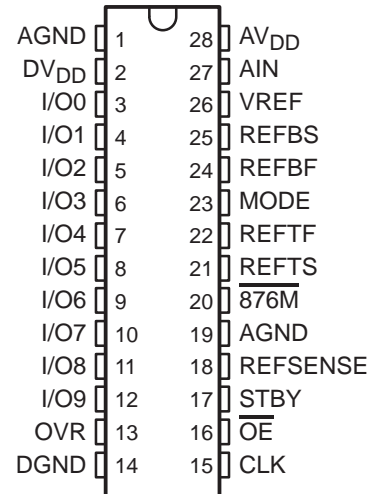 AGND 1 28 AVDD
DVDD 2 27 AIN
I/O0 3 26 VREF
I/O1 4 25 REFBS
I/O2 5 24 REFBF
I/O3 6 23 MODE
I/O4 7 22 REFTF
I/O5 8 21 REFTS
I/O6 9 20 876M
I/O7 10 19 AGND
I/O8 11 18 REFSENSE
I/O9 12 17 STBY
OVR 13 16 OE
DGND 14 15 CLK